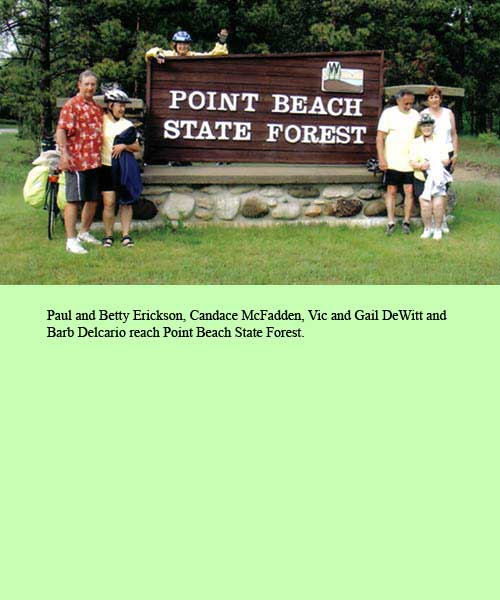 POINT BEACH
STATE FOREST
Paul and Betty Erickson, Candace McFadden, Vic and Gail DeWitt and
Barb Delcario reach Point Beach State Forest.